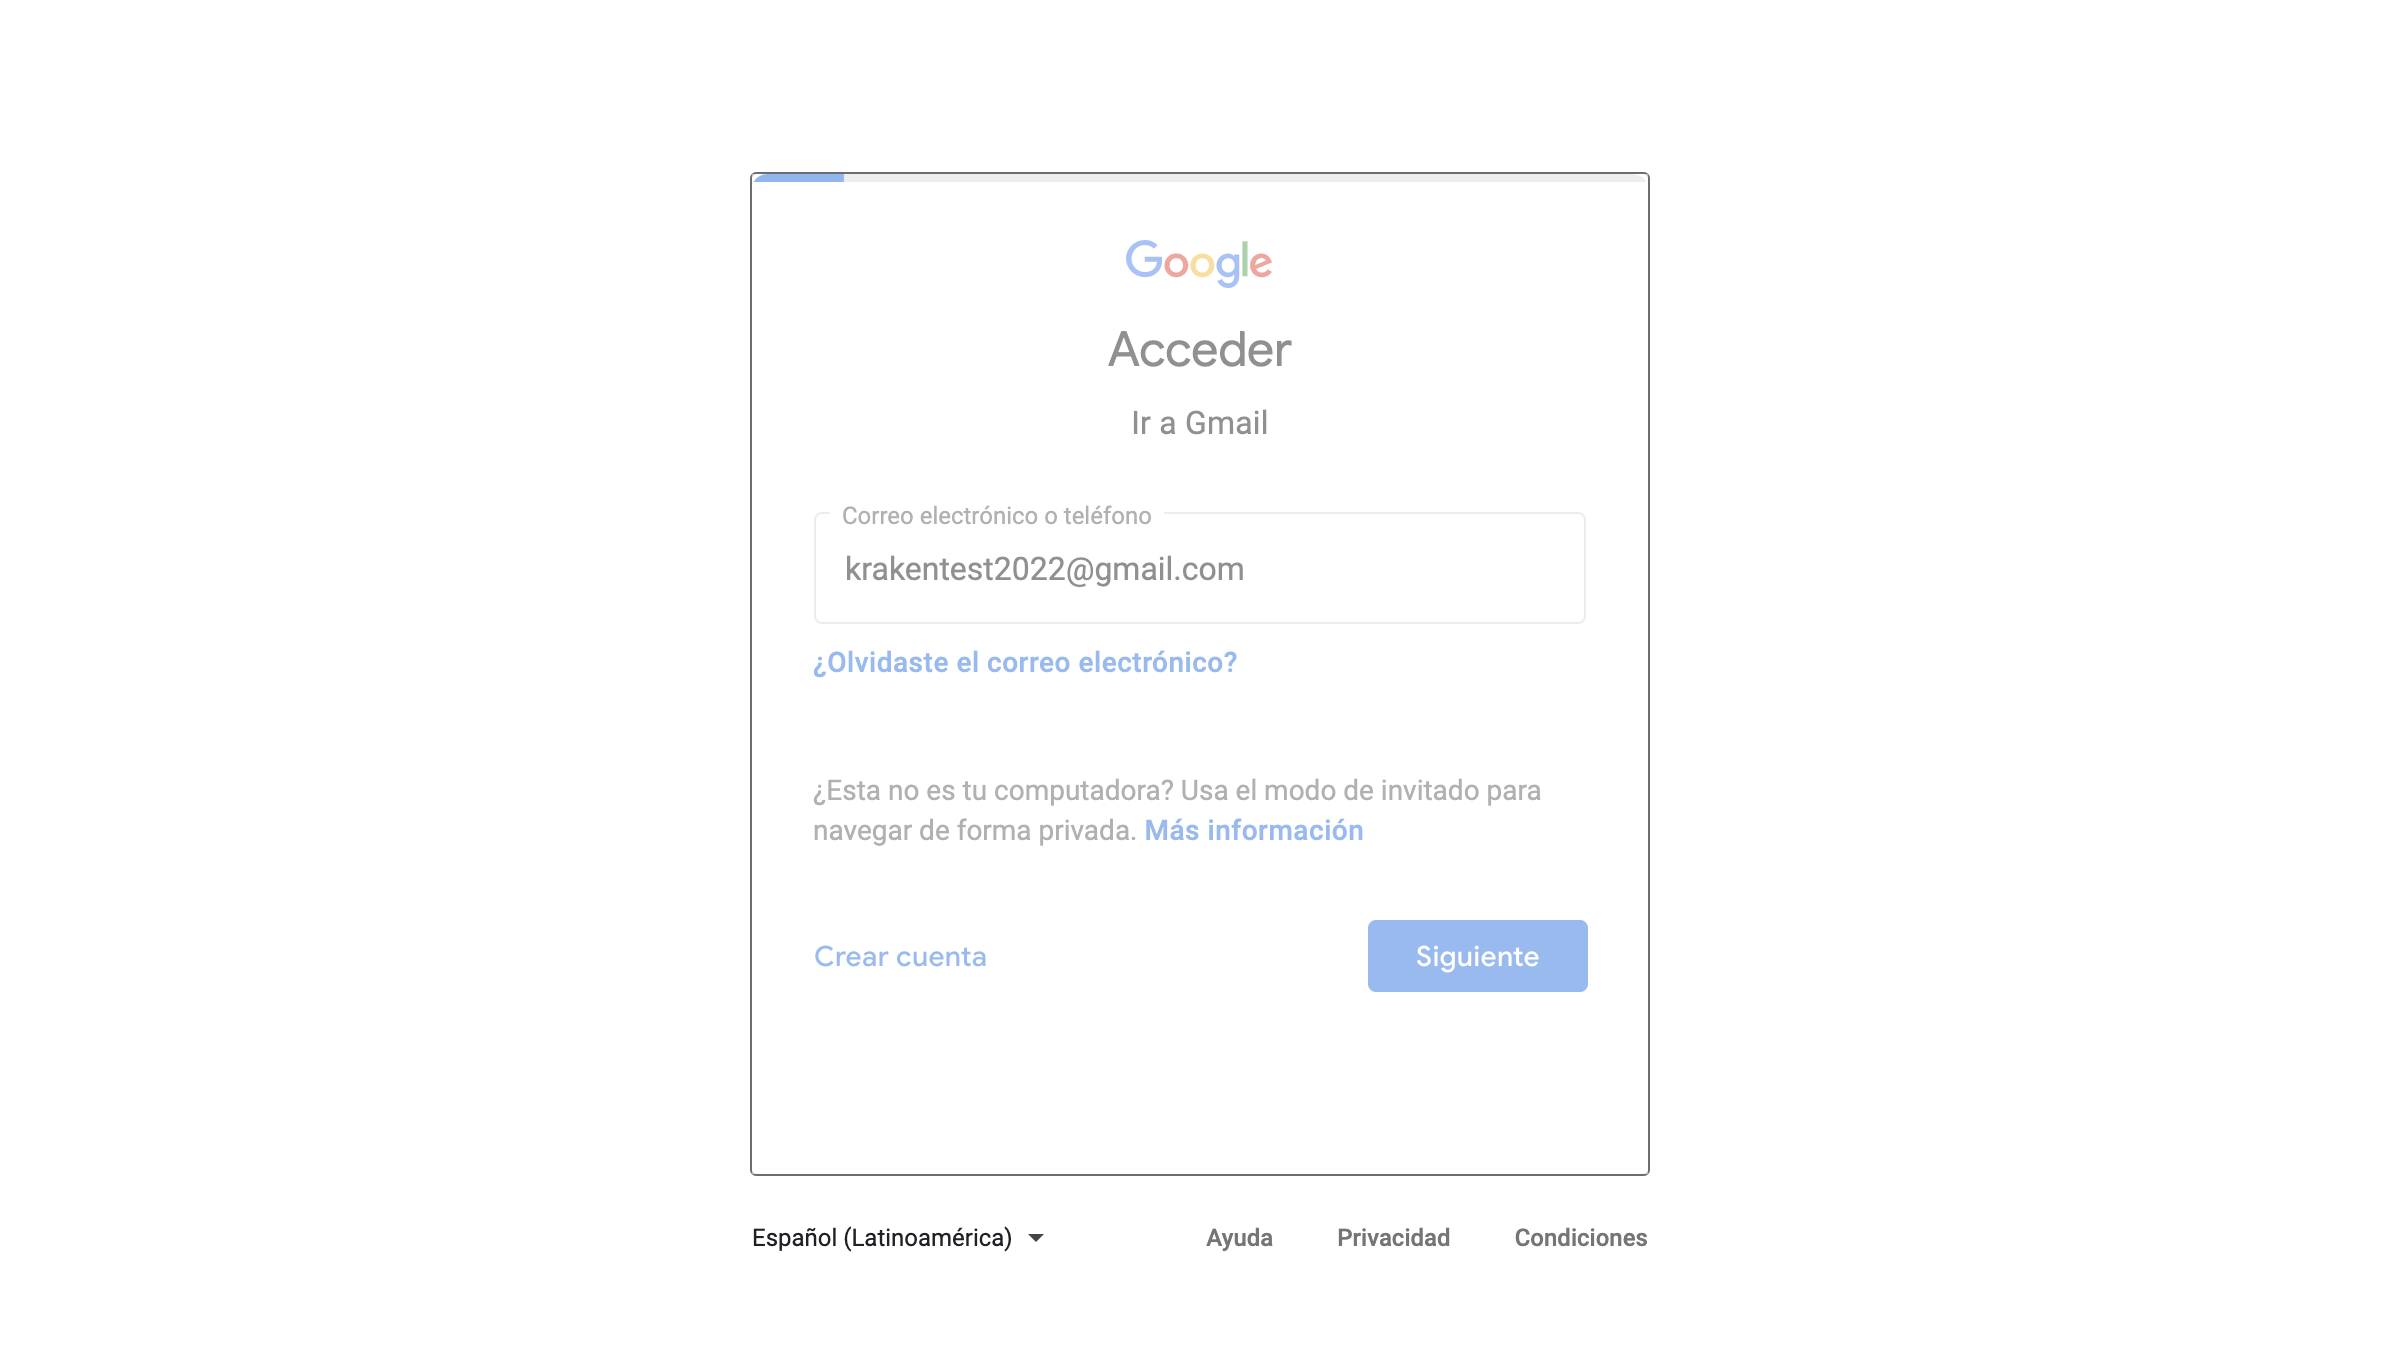 Google
Acceder
Ir a Gmail
Correo electrónico o teléfono
krakentest2022@gmail.com
¿Olvidaste el correo electrónico?
¿Esta no es tu computadora? Usa el modo de invitado para
navegar de forma privada. Más información
Crear cuenta
Siguiente
Español (Latinoamérica)
Ayuda
Privacidad
Condiciones